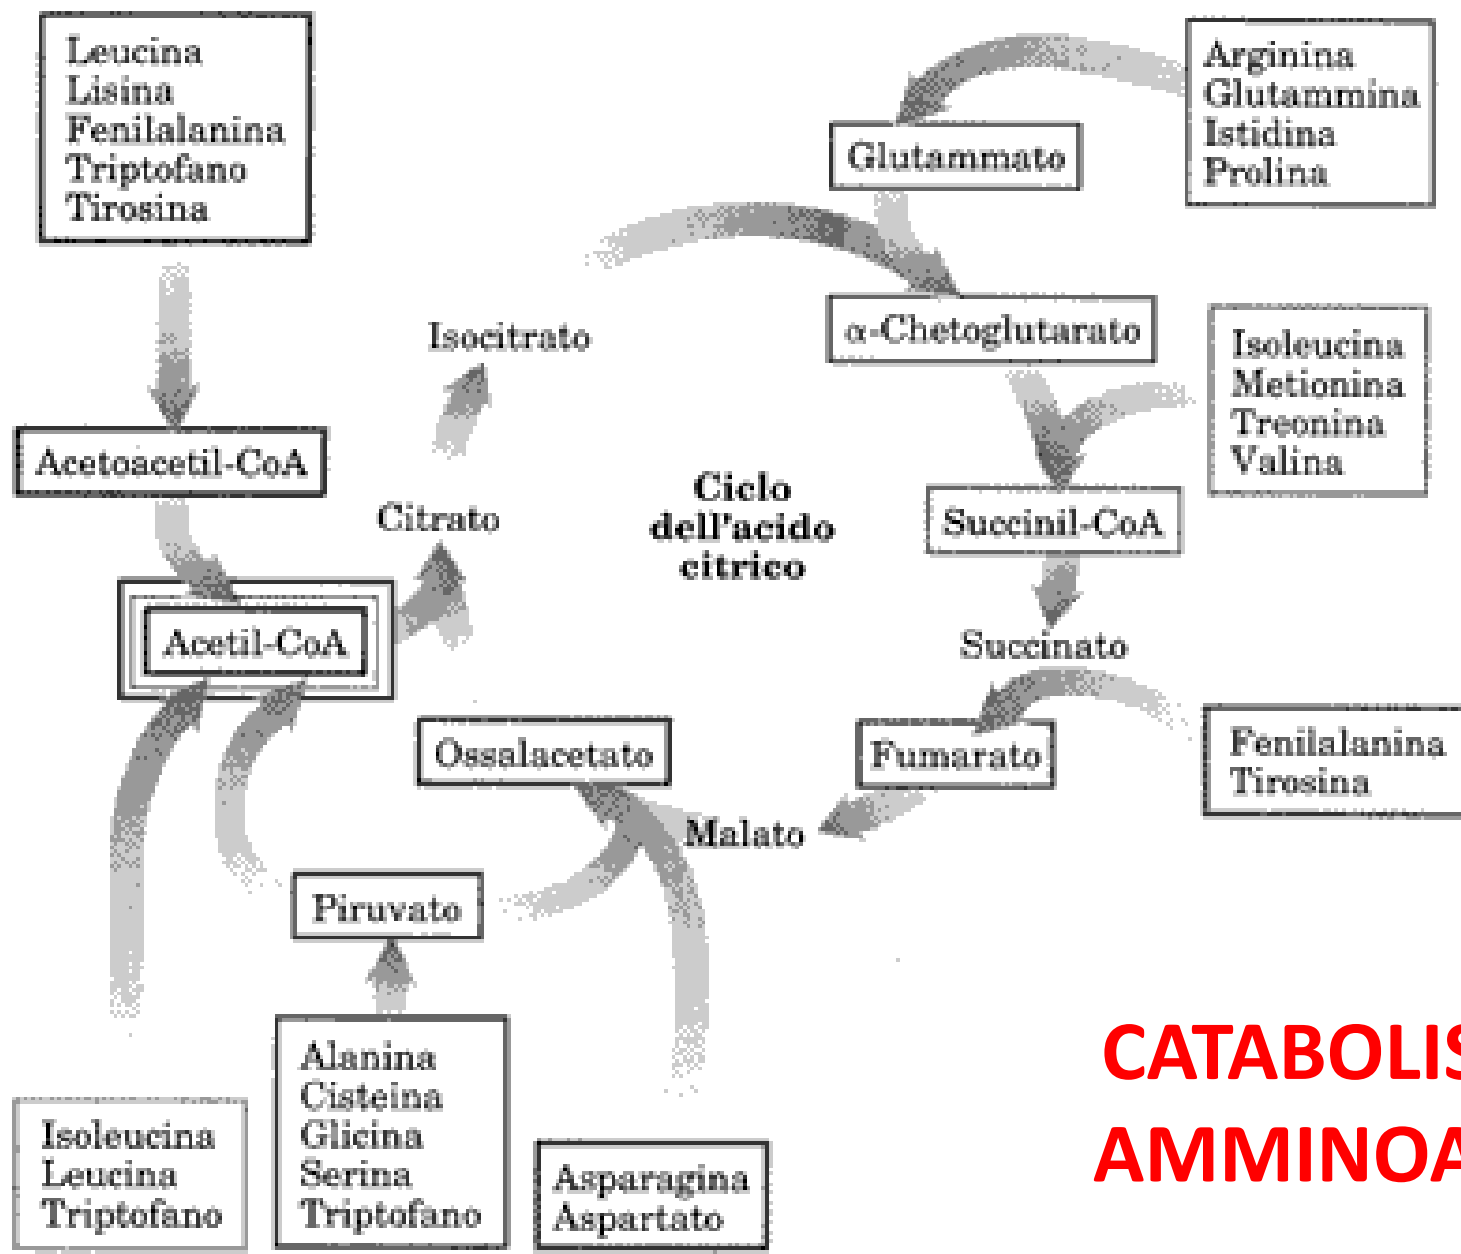 Leucina
Lisina
Fenilalanina
Triptofano
Tirosina
Arginina
Glutammina
Istidina
Prolina
Glutammato
Isocitrato
α-Chetoglutarato
Isoleucina
Metionina
Treonina
Valina
Acetoacetil-CoA
Citrato
Ciclo
dell'acido
citrico
Succinil-CoA
Acetil-CoA
Succinato
Ossalacetato
Fumarato
Fenilalanina
Tirosina
Malato
Piruvato
Alanina
Cisteina
Glicina
Serina
Triptofano
Isoleucina
Leucina
Triptofano
Asparagina
Aspartato
CATABOLIS
AMMINOA